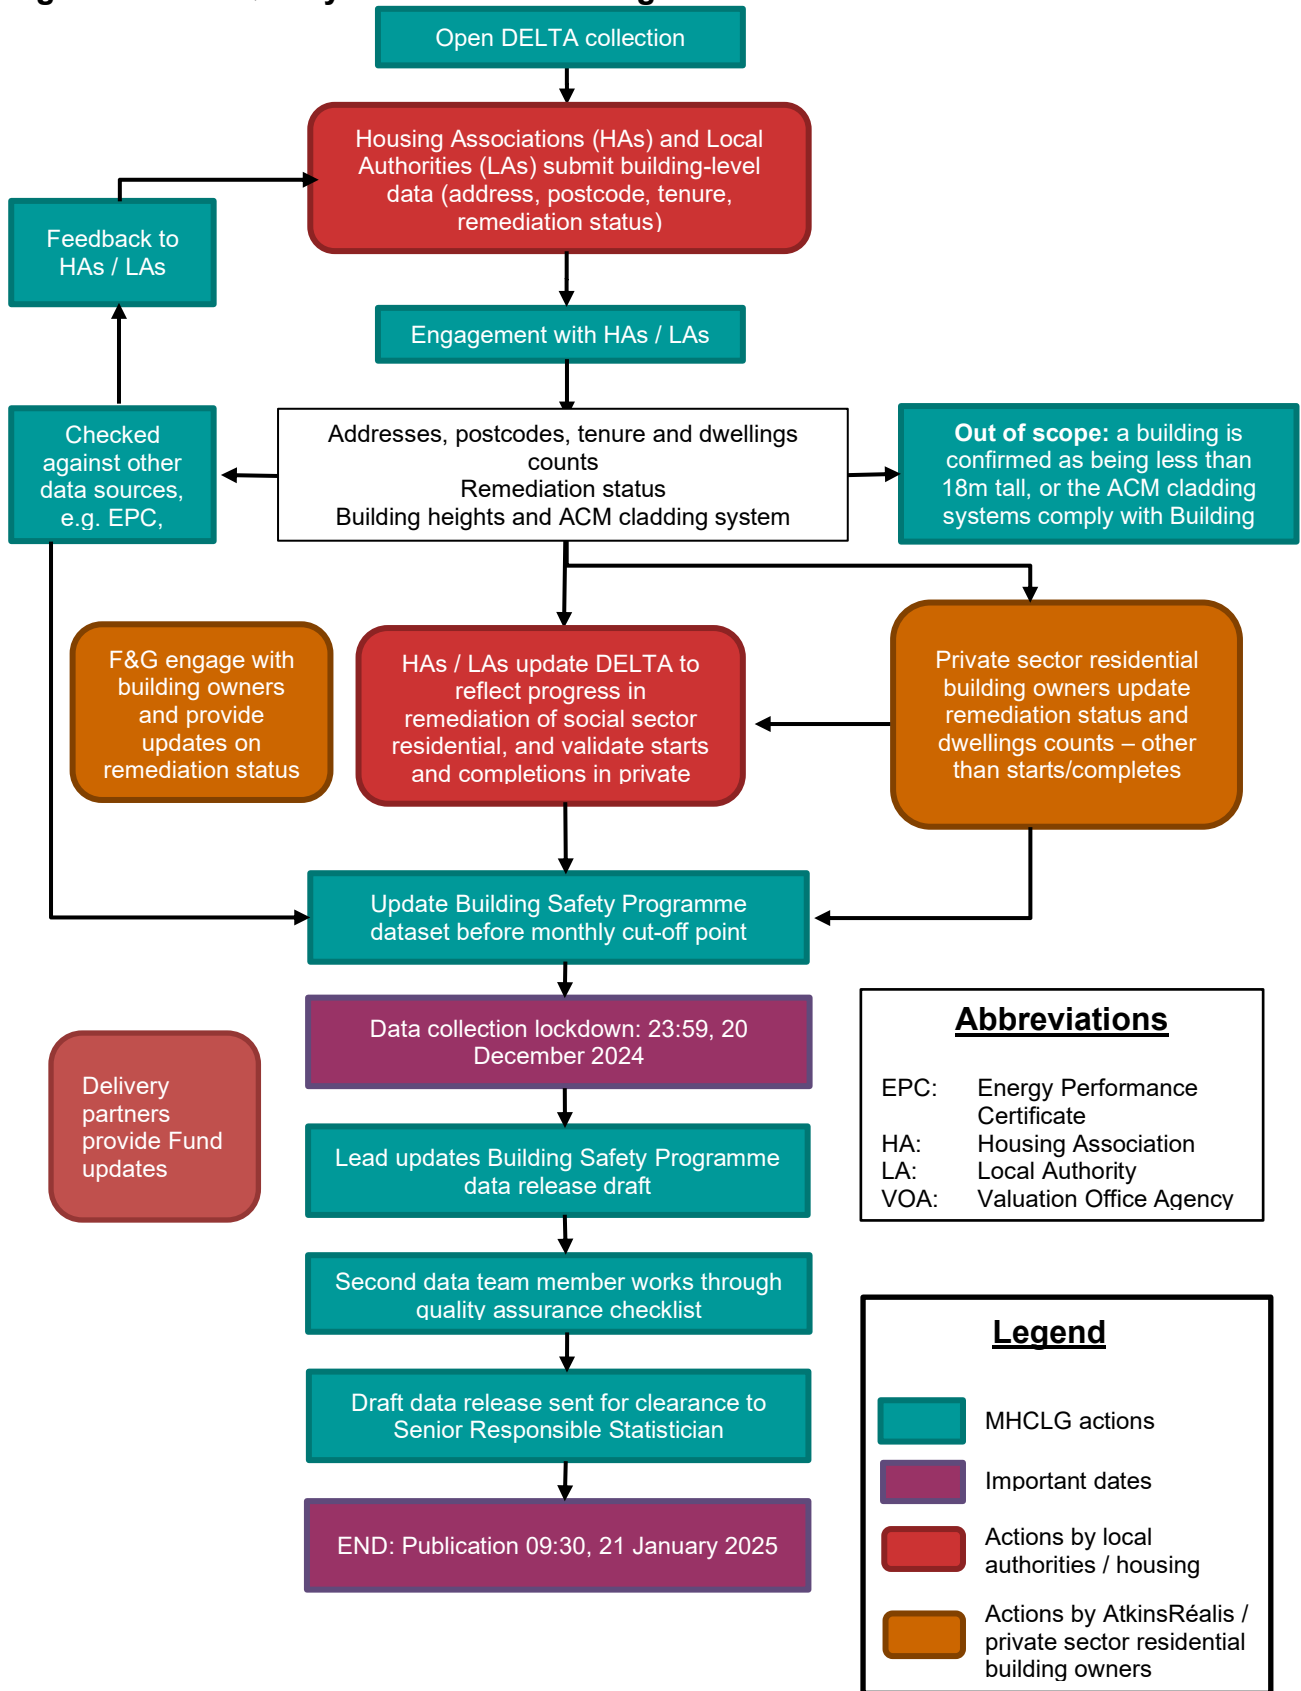 Open DELTA collection
Housing Associations (HAs) and Local
Authorities (LAs) submit building-level
data (address, postcode, tenure,
remediation status)
Feedback to
HAs / LAs
Engagement with HAs / LAs
Checked
against other
data sources,
e.g. EPC,
Addresses, postcodes, tenure and dwellings
counts
Remediation status
Building heights and ACM cladding system
Out of scope: a building is
confirmed as being less than
18m tall, or the ACM cladding
systems comply with Building
F&G engage with
building owners
and provide
updates on
remediation status
HAs / LAs update DELTA to
reflect progress in
remediation of social sector
residential, and validate starts
and completions in private
Private sector residential
building owners update
remediation status and
dwellings counts – other
than starts/completes
Update Building Safety Programme
dataset before monthly cut-off point
Data collection lockdown: 23:59, 20
December 2024
Delivery
partners
provide Fund
updates
Lead updates Building Safety Programme
data release draft
Second data team member works through
quality assurance checklist
Draft data release sent for clearance to
Senior Responsible Statistician
END: Publication 09:30, 21 January 2025
Abbreviations
EPC: Energy Performance
Certificate
HA: Housing Association
LA: Local Authority
VOA: Valuation Office Agency
Legend
MHCLG actions
Important dates
Actions by local
authorities / housing
Actions by AtkinsRéalis /
private sector residential
building owners